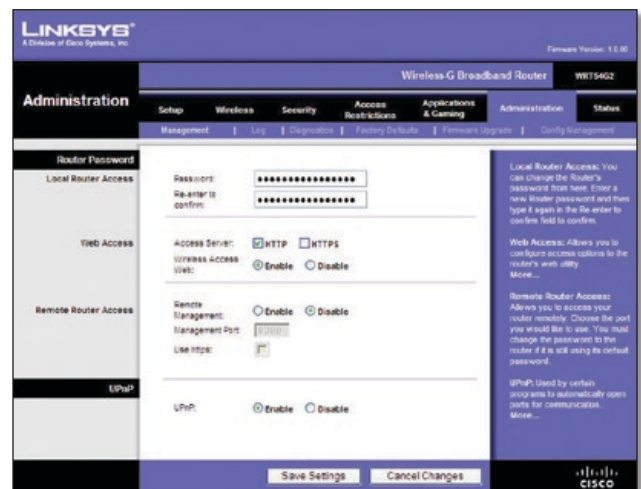 LINKSYS®
A Division of Cisco Systems, Inc.
Firmware Version: 1.0.00
Wireless-G Broadband Router
WRT54G2
Administration
Setup
Wireless
Security
Access Restrictions
Applications & Gaming
Administration
Status
Management | Log | Diagnostics | Factory Defaults | Firmware Upgrade | Config Management
Router Password
Local Router Access
Password:
Re-enter to confirm:
Web Access
Access Server: HTTP HTTPS
Wireless Access Web: Enable Disable
Remote Router Access
Remote Management: Enable Disable
Management Port:
Use https:
UPnP
UPnP: Enable Disable
Local Router Access: You
can change the Router's
password from here. Enter a
new Router password and then
type it again in the Re-enter to
confirm field to confirm.
Web Access: Allows you to
configure access options to the
router's web utility.
More...
Remote Router Access:
Allows you to access your
router remotely. Choose the port
you would like to use. You must
change the password to the
router if it is still using its default
password.
UPnP: Used by certain
programs to automatically open
ports for communication.
More...
Save Settings
Cancel Changes
CISCO